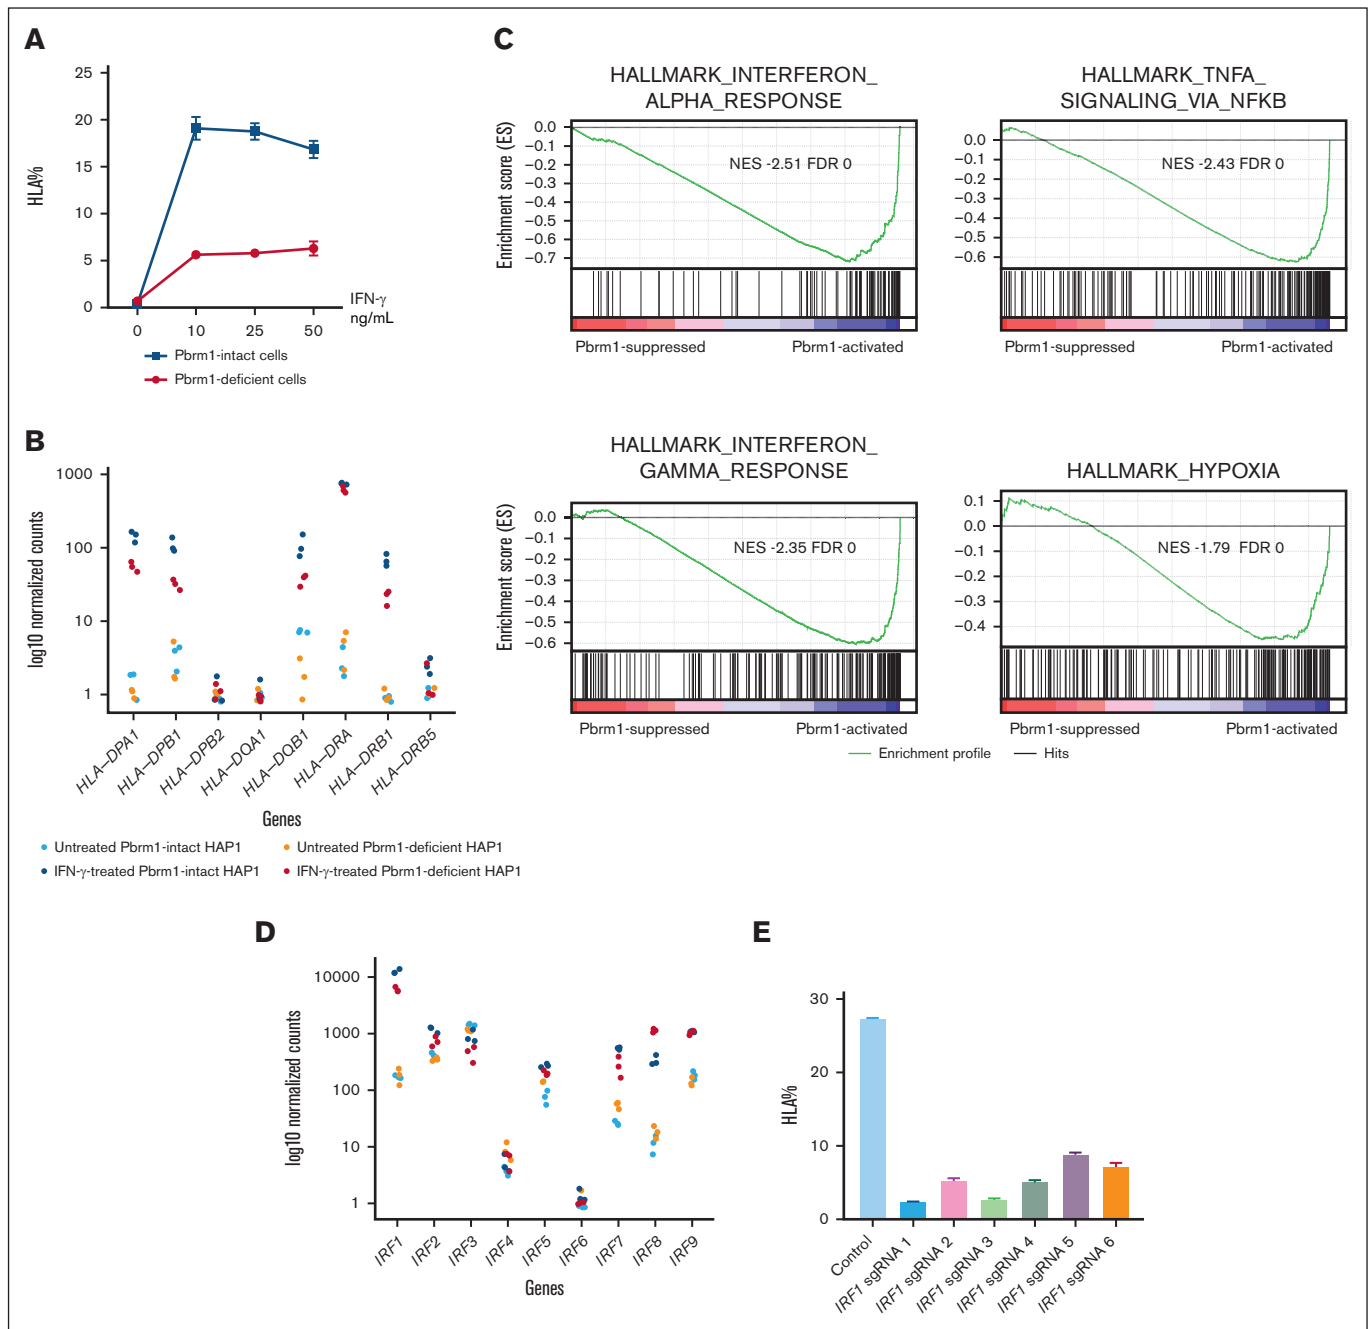 A
HLA%
25
20
15
10
5
0
0
10
25
50
IFN-γ
ng/mL
Pbrm1-intact cells
Pbrm1-deficient cells
B
log10 normalized counts
1000
100
10
1
HLA–DPA1
HLA–DPB1
HLA–DPB2
HLA–DQA1
HLA–DQB1
HLA–DRA
HLA–DRB1
HLA–DRB5
Genes
Untreated Pbrm1-intact HAP1
Untreated Pbrm1-deficient HAP1
IFN-γ-treated Pbrm1-intact HAP1
IFN-γ-treated Pbrm1-deficient HAP1
C
HALLMARK_INTERFERON_
ALPHA_RESPONSE
Enrichment score (ES)
0.0
−0.1
−0.2
−0.3
−0.4
−0.5
−0.6
−0.7
NES -2.51 FDR 0
Pbrm1-suppressed
Pbrm1-activated
HALLMARK_TNFA_
SIGNALING_VIA_NFKB
0.0
−0.1
−0.2
−0.3
−0.4
−0.5
−0.6
NES -2.43 FDR 0
Pbrm1-suppressed
Pbrm1-activated
HALLMARK_INTERFERON_
GAMMA_RESPONSE
Enrichment score (ES)
0.0
−0.1
−0.2
−0.3
−0.4
−0.5
−0.6
NES -2.35 FDR 0
Pbrm1-suppressed
Pbrm1-activated
HALLMARK_HYPOXIA
0.1
0.0
−0.1
−0.2
−0.3
−0.4
NES -1.79 FDR 0
Pbrm1-suppressed
Pbrm1-activated
Enrichment profile
Hits
D
log10 normalized counts
10000
1000
100
10
1
IRF1
IRF2
IRF3
IRF4
IRF5
IRF6
IRF7
IRF8
IRF9
Genes
E
HLA%
30
20
10
0
Control
IRF1 sgRNA 1
IRF1 sgRNA 2
IRF1 sgRNA 3
IRF1 sgRNA 4
IRF1 sgRNA 5
IRF1 sgRNA 6